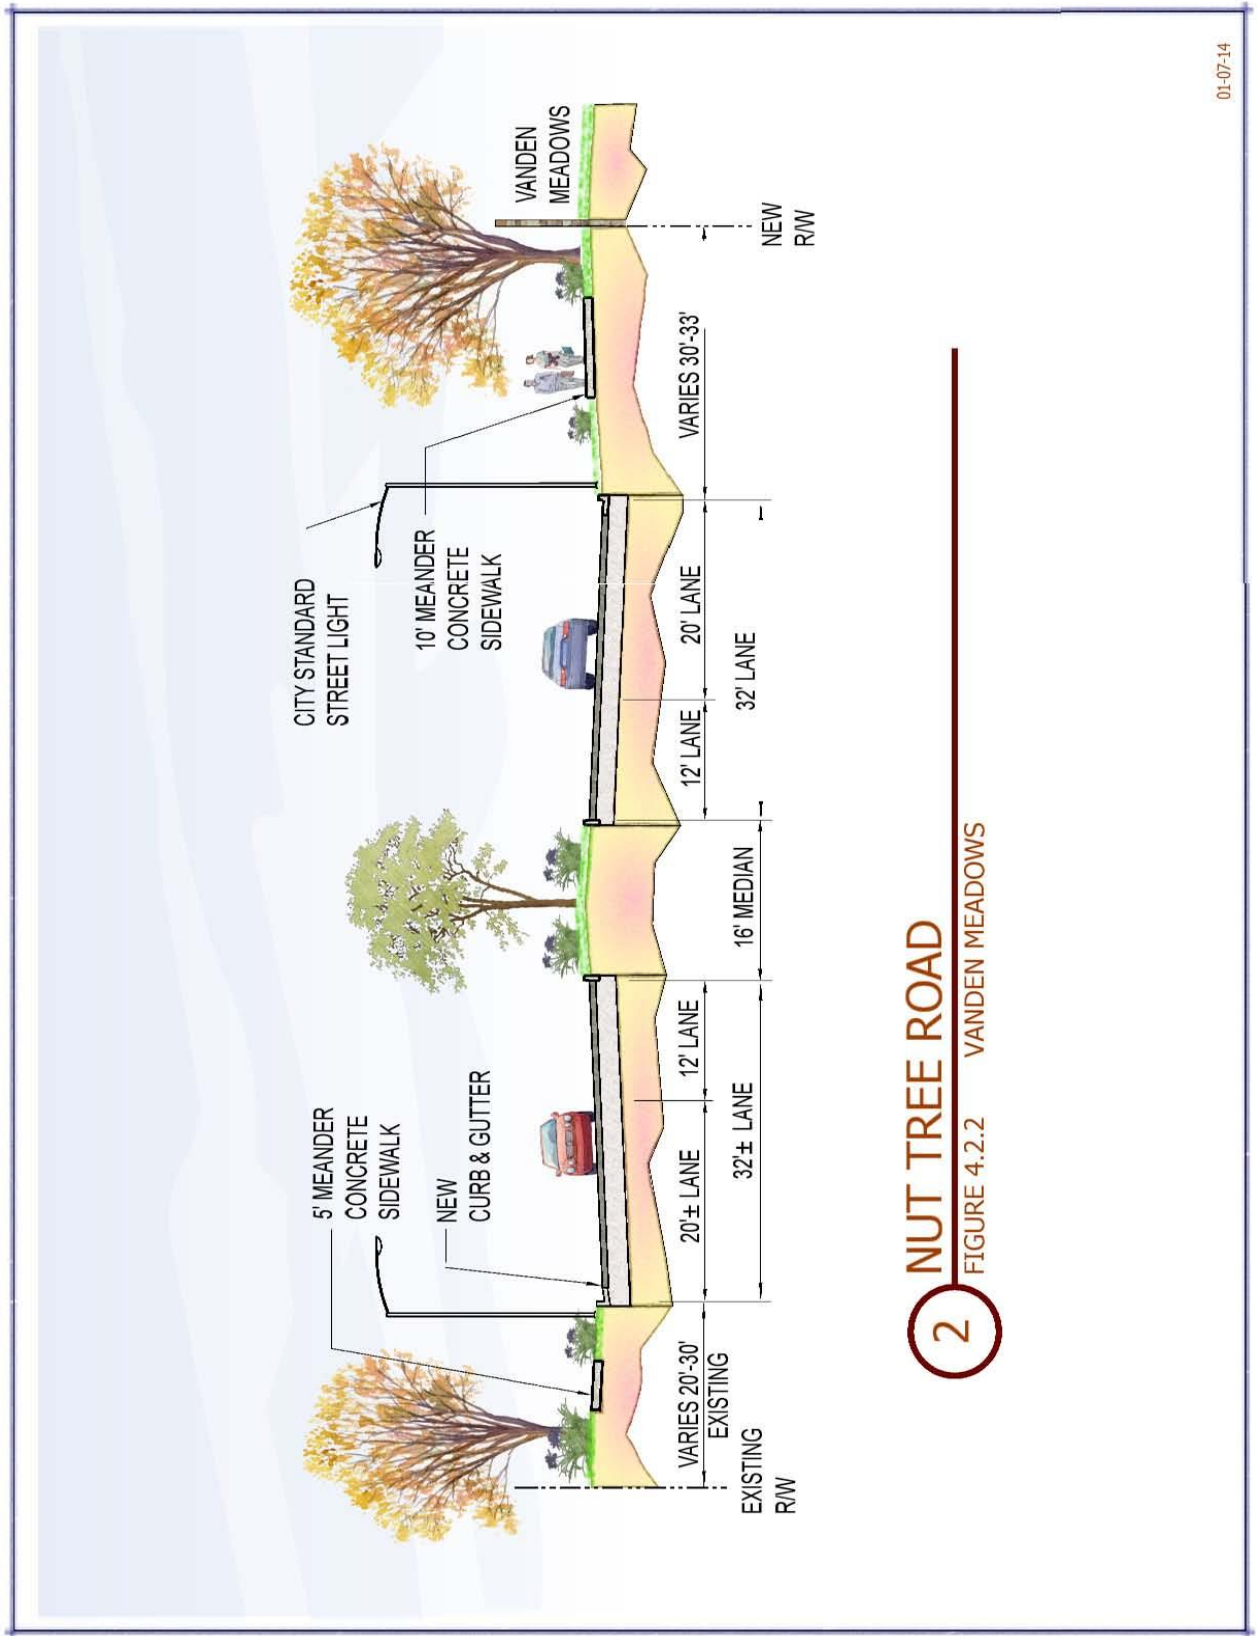 5' MEANDER
CONCRETE
SIDEWALK
NEW
CURB & GUTTER
CITY STANDARD
STREET LIGHT
10' MEANDER
CONCRETE
SIDEWALK
VANDEN
MEADOWS
VARIES 20'-30'
EXISTING
20'± LANE
12' LANE
32'± LANE
16' MEDIAN
12' LANE
20' LANE
32' LANE
VARIES 30'-33'
EXISTING
R/W
NEW
R/W
2
NUT TREE ROAD
FIGURE 4.2.2 VANDEN MEADOWS
01-07-14